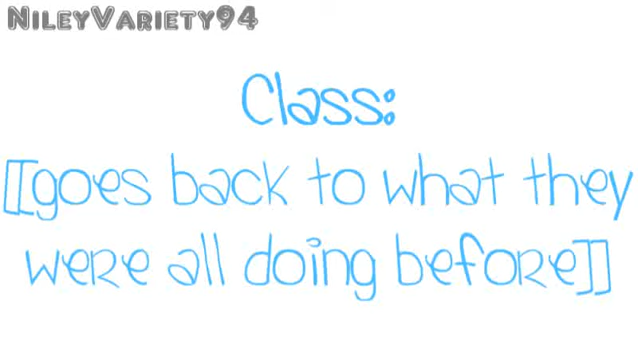 NileyVariety94
Class:
[[goes back to what they
were all doing before]]